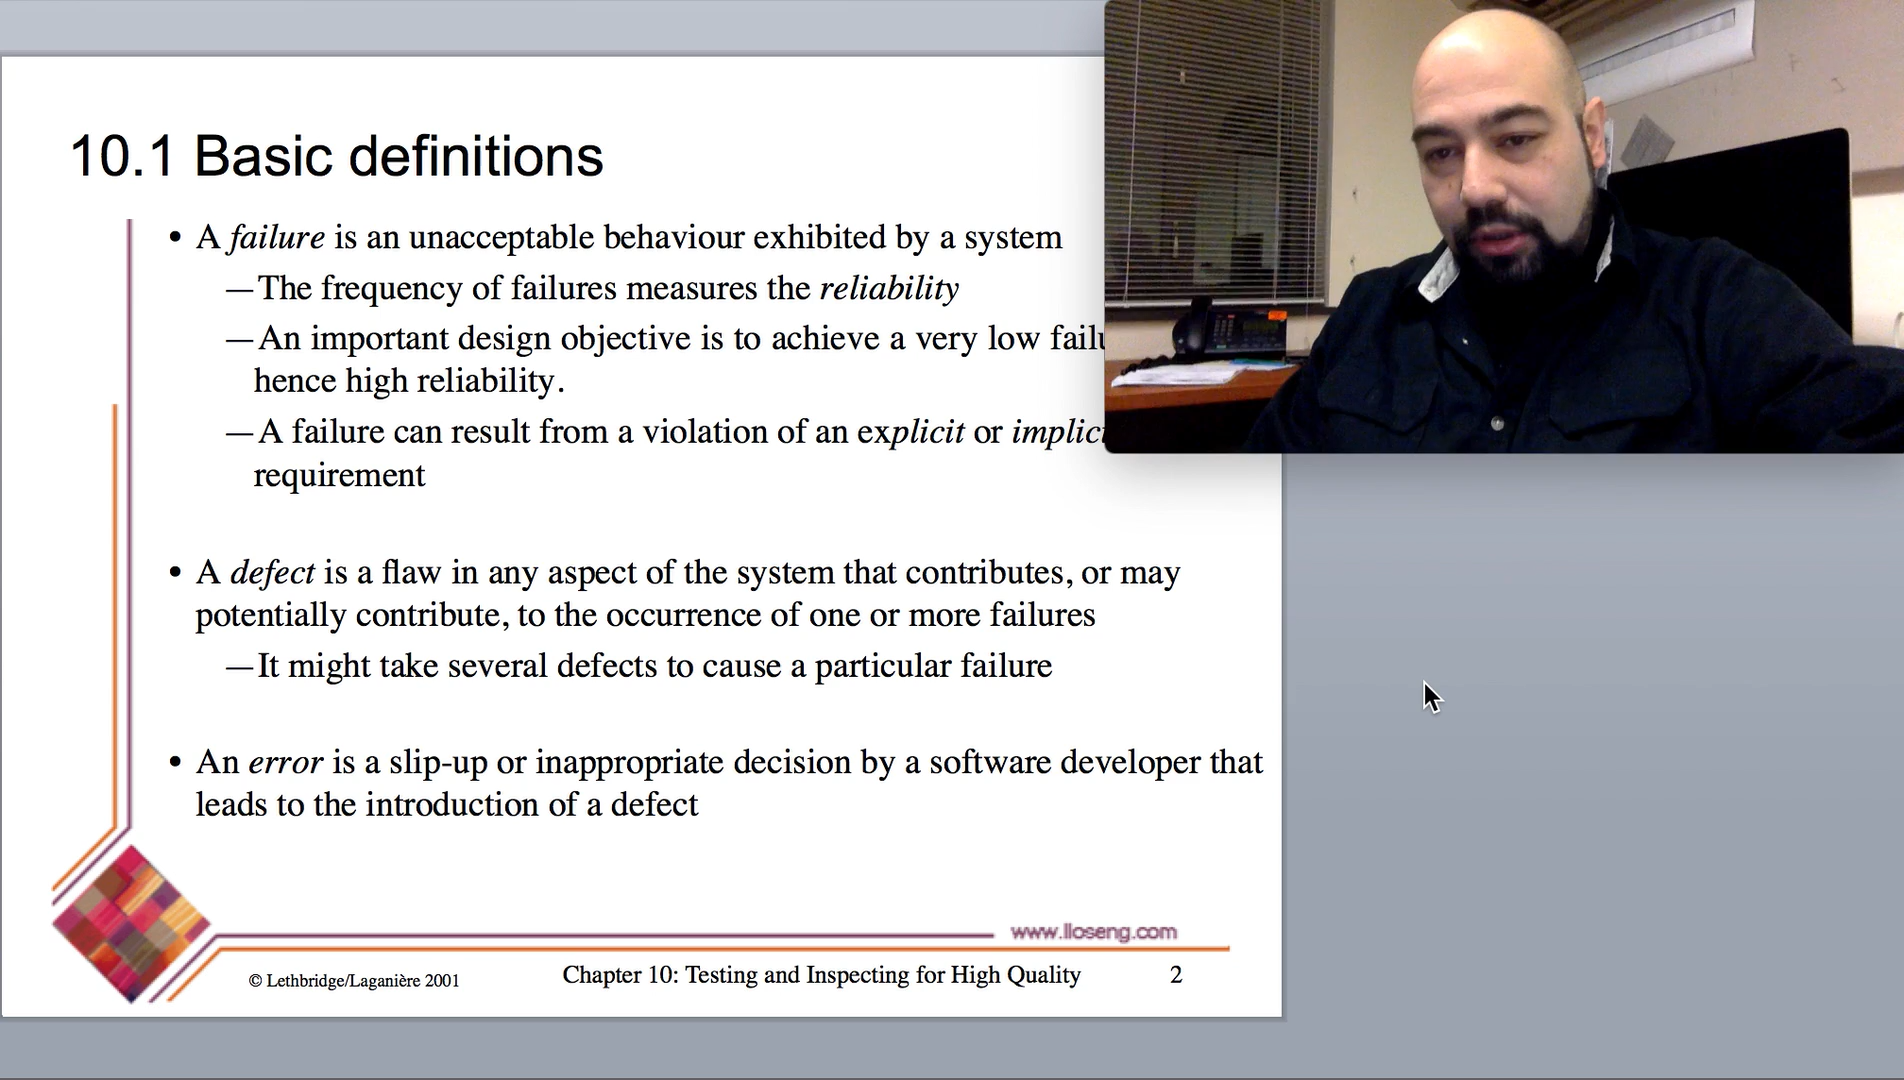 10.1 Basic definitions
• A failure is an unacceptable behaviour exhibited by a system
—The frequency of failures measures the reliability
—An important design objective is to achieve a very low
hence high reliability.
—A failure can result from a violation of an explicit or
requirement
• A defect is a flaw in any aspect of the system that contributes, or may
potentially contribute, to the occurrence of one or more failures
—It might take several defects to cause a particular failure
• An error is a slip-up or inappropriate decision by a software developer that
leads to the introduction of a defect
www.lloseng.com
© Lethbridge/Laganière 2001
Chapter 10: Testing and Inspecting for High Quality
2